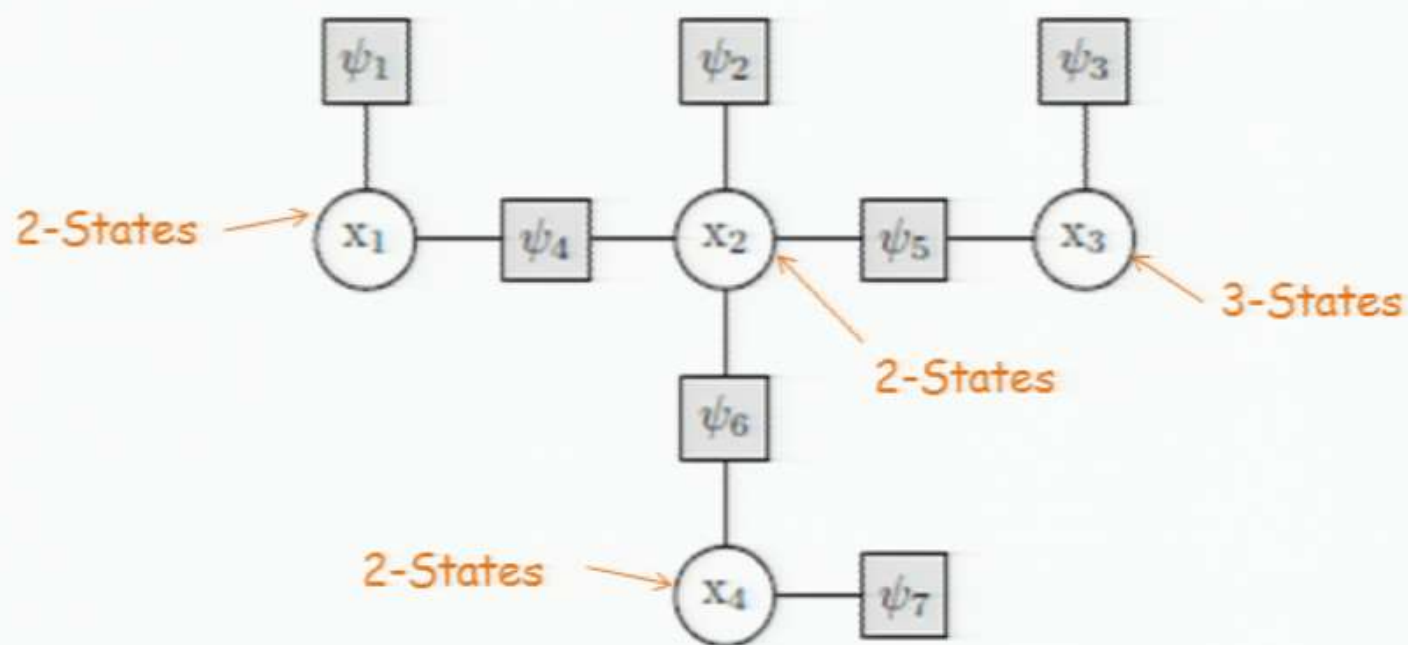 ψ₁ ψ₂ ψ₃
2-States x₁ ψ₄ x₂ ψ₅ x₃
3-States
2-States
ψ₆
2-States x₄ ψ₇